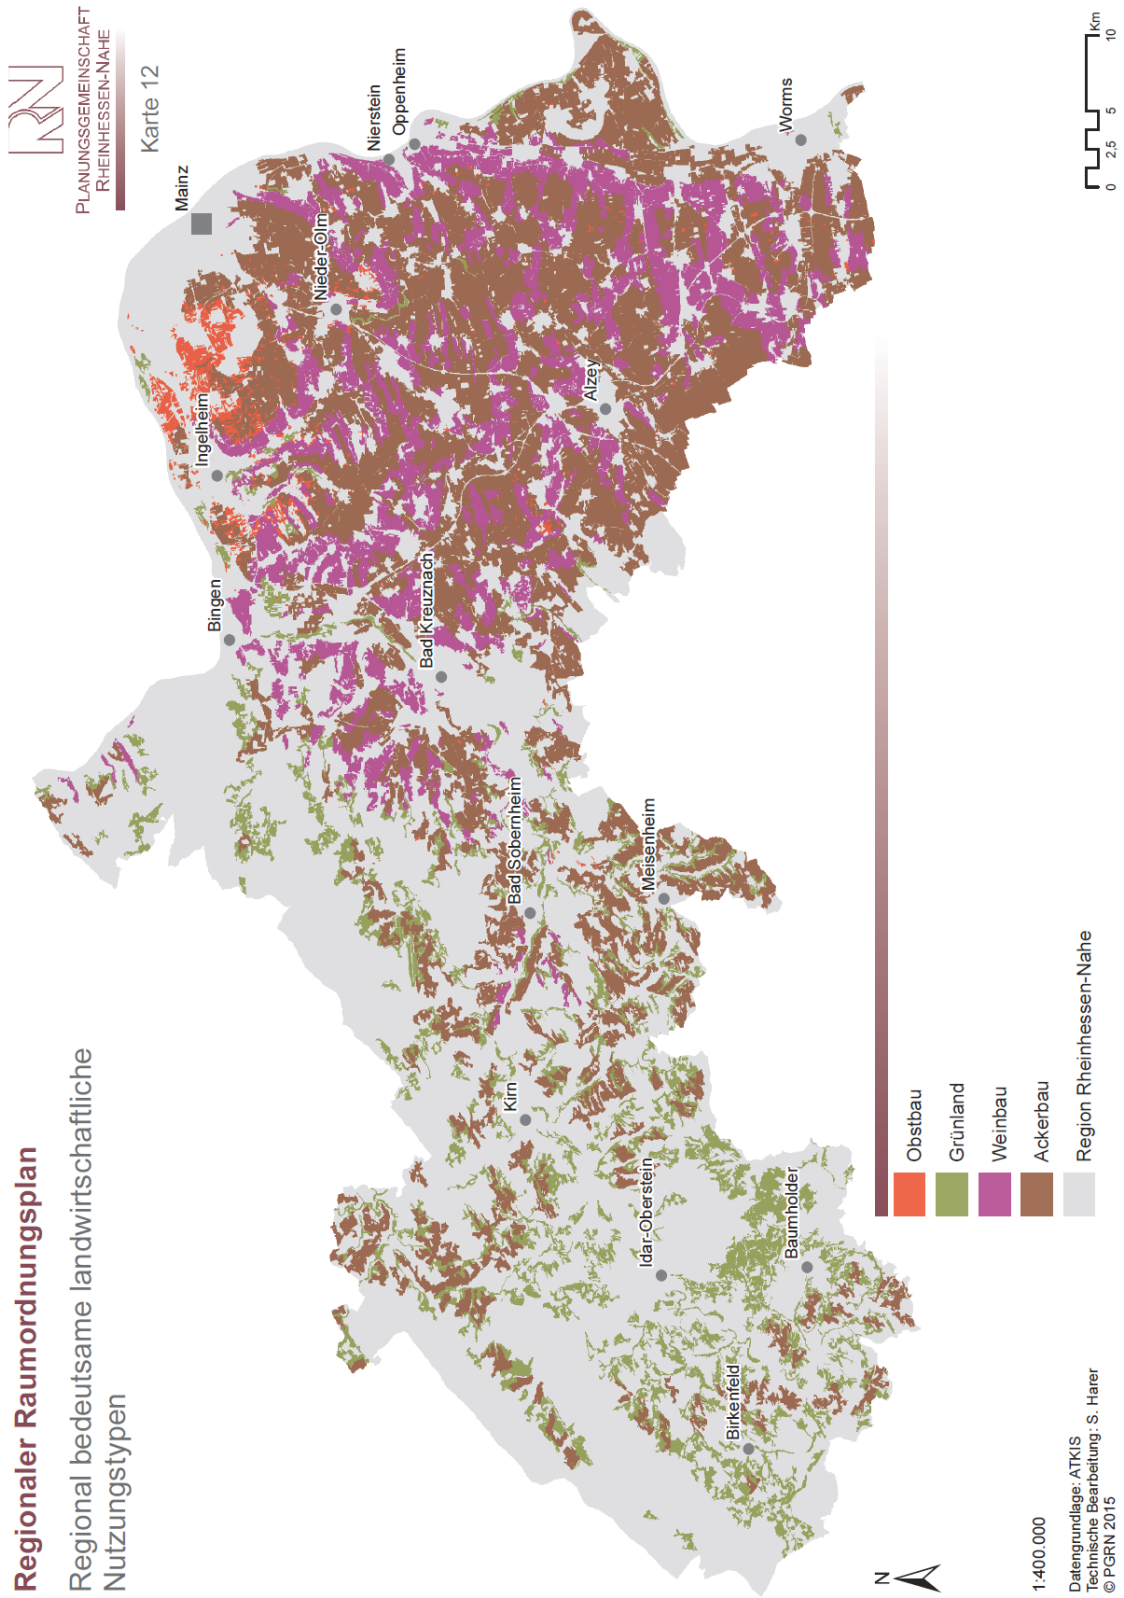 Regionaler Raumordnungsplan
Regional bedeutsame landwirtschaftliche
Nutzungstypen
RN
PLANUNGSGEMEINSCHAFT
RHEINHESSEN-NAHE
Karte 12
Mainz
Nierstein
Oppenheim
Nieder-Olm
Ingelheim
Bingen
Bad Kreuznach
Alzey
Worms
Bad Sobernheim
Meisenheim
Kirn
Idar-Oberstein
Baumholder
Birkenfeld
Obstbau
Grünland
Weinbau
Ackerbau
Region Rheinhessen-Nahe
N
1:400.000
Datengrundlage: ATKIS
Technische Bearbeitung: S. Harer
© PGRN 2015
0 2,5 5 10
Km